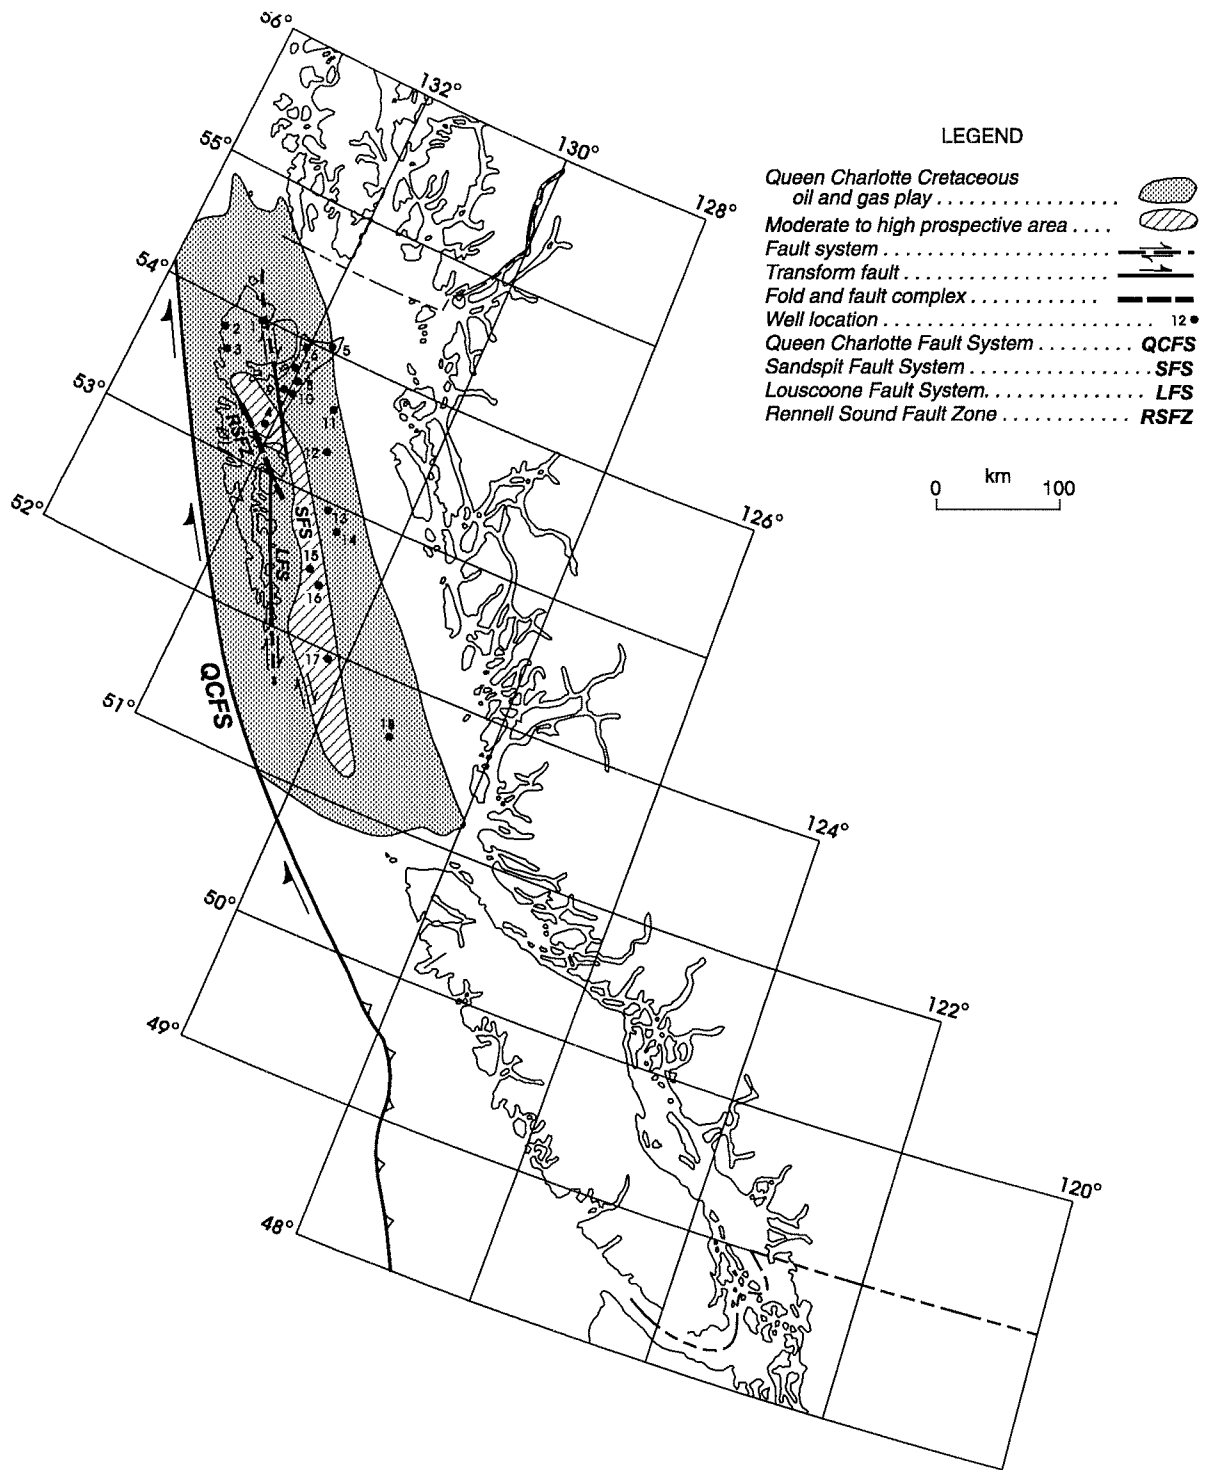 56°
132°
55°
130°
128°
54°
53°
52°
126°
51°
124°
50°
122°
49°
120°
48°
2
3
5
6
10
11
12
13
14
15
16
17
18
RSFZ
SFS
LFS
QCFS
LEGEND
Queen Charlotte Cretaceous
oil and gas play . . . . . . . . . . . . . . . . .
Moderate to high prospective area . . . .
Fault system . . . . . . . . . . . . . . . . . . . . . . .
Transform fault . . . . . . . . . . . . . . . . . . . .
Fold and fault complex . . . . . . . . . . . .
Well location . . . . . . . . . . . . . . . . . . . . . . . . . . . 12
Queen Charlotte Fault System . . . . . . . . . QCFS
Sandspit Fault System . . . . . . . . . . . . . . . . . . SFS
Louscoone Fault System. . . . . . . . . . . . . . . . . LFS
Rennell Sound Fault Zone . . . . . . . . . . . . . RSFZ
km
0 100